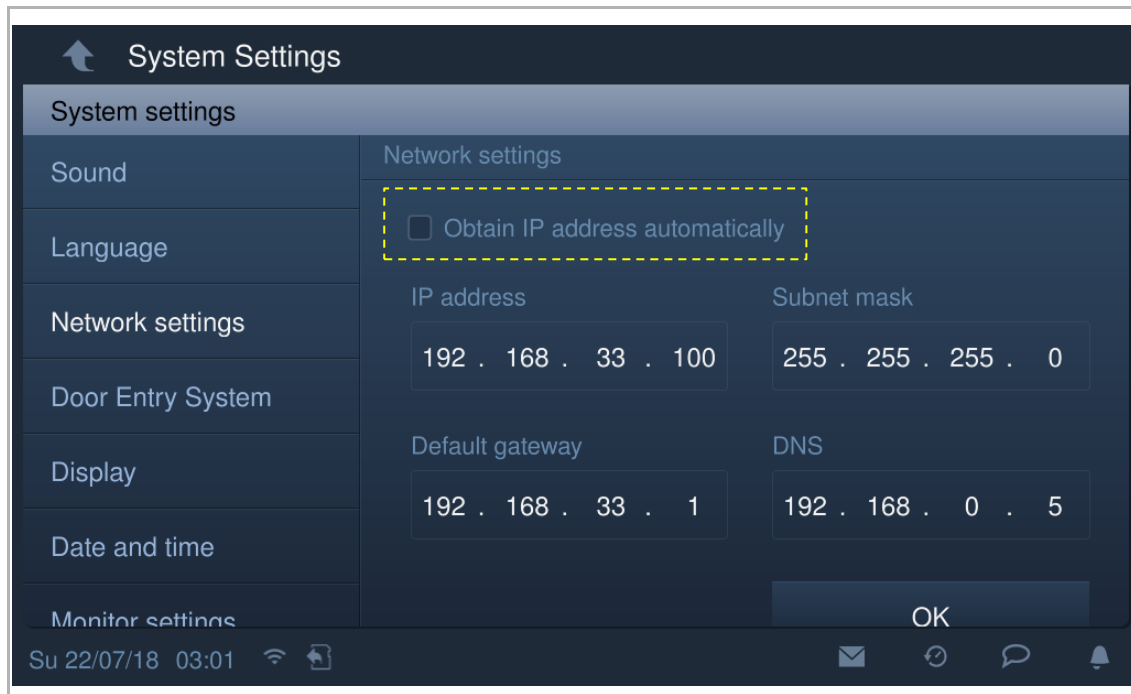 System Settings
System settings
Sound
Language
Network settings
Door Entry System
Display
Date and time
Monitor settings
Network settings
Obtain IP address automatically
IP address
192 . 168 . 33 . 100
Subnet mask
255 . 255 . 255 . 0
Default gateway
192 . 168 . 33 . 1
DNS
192 . 168 . 0 . 5
OK
Su 22/07/18 03:01